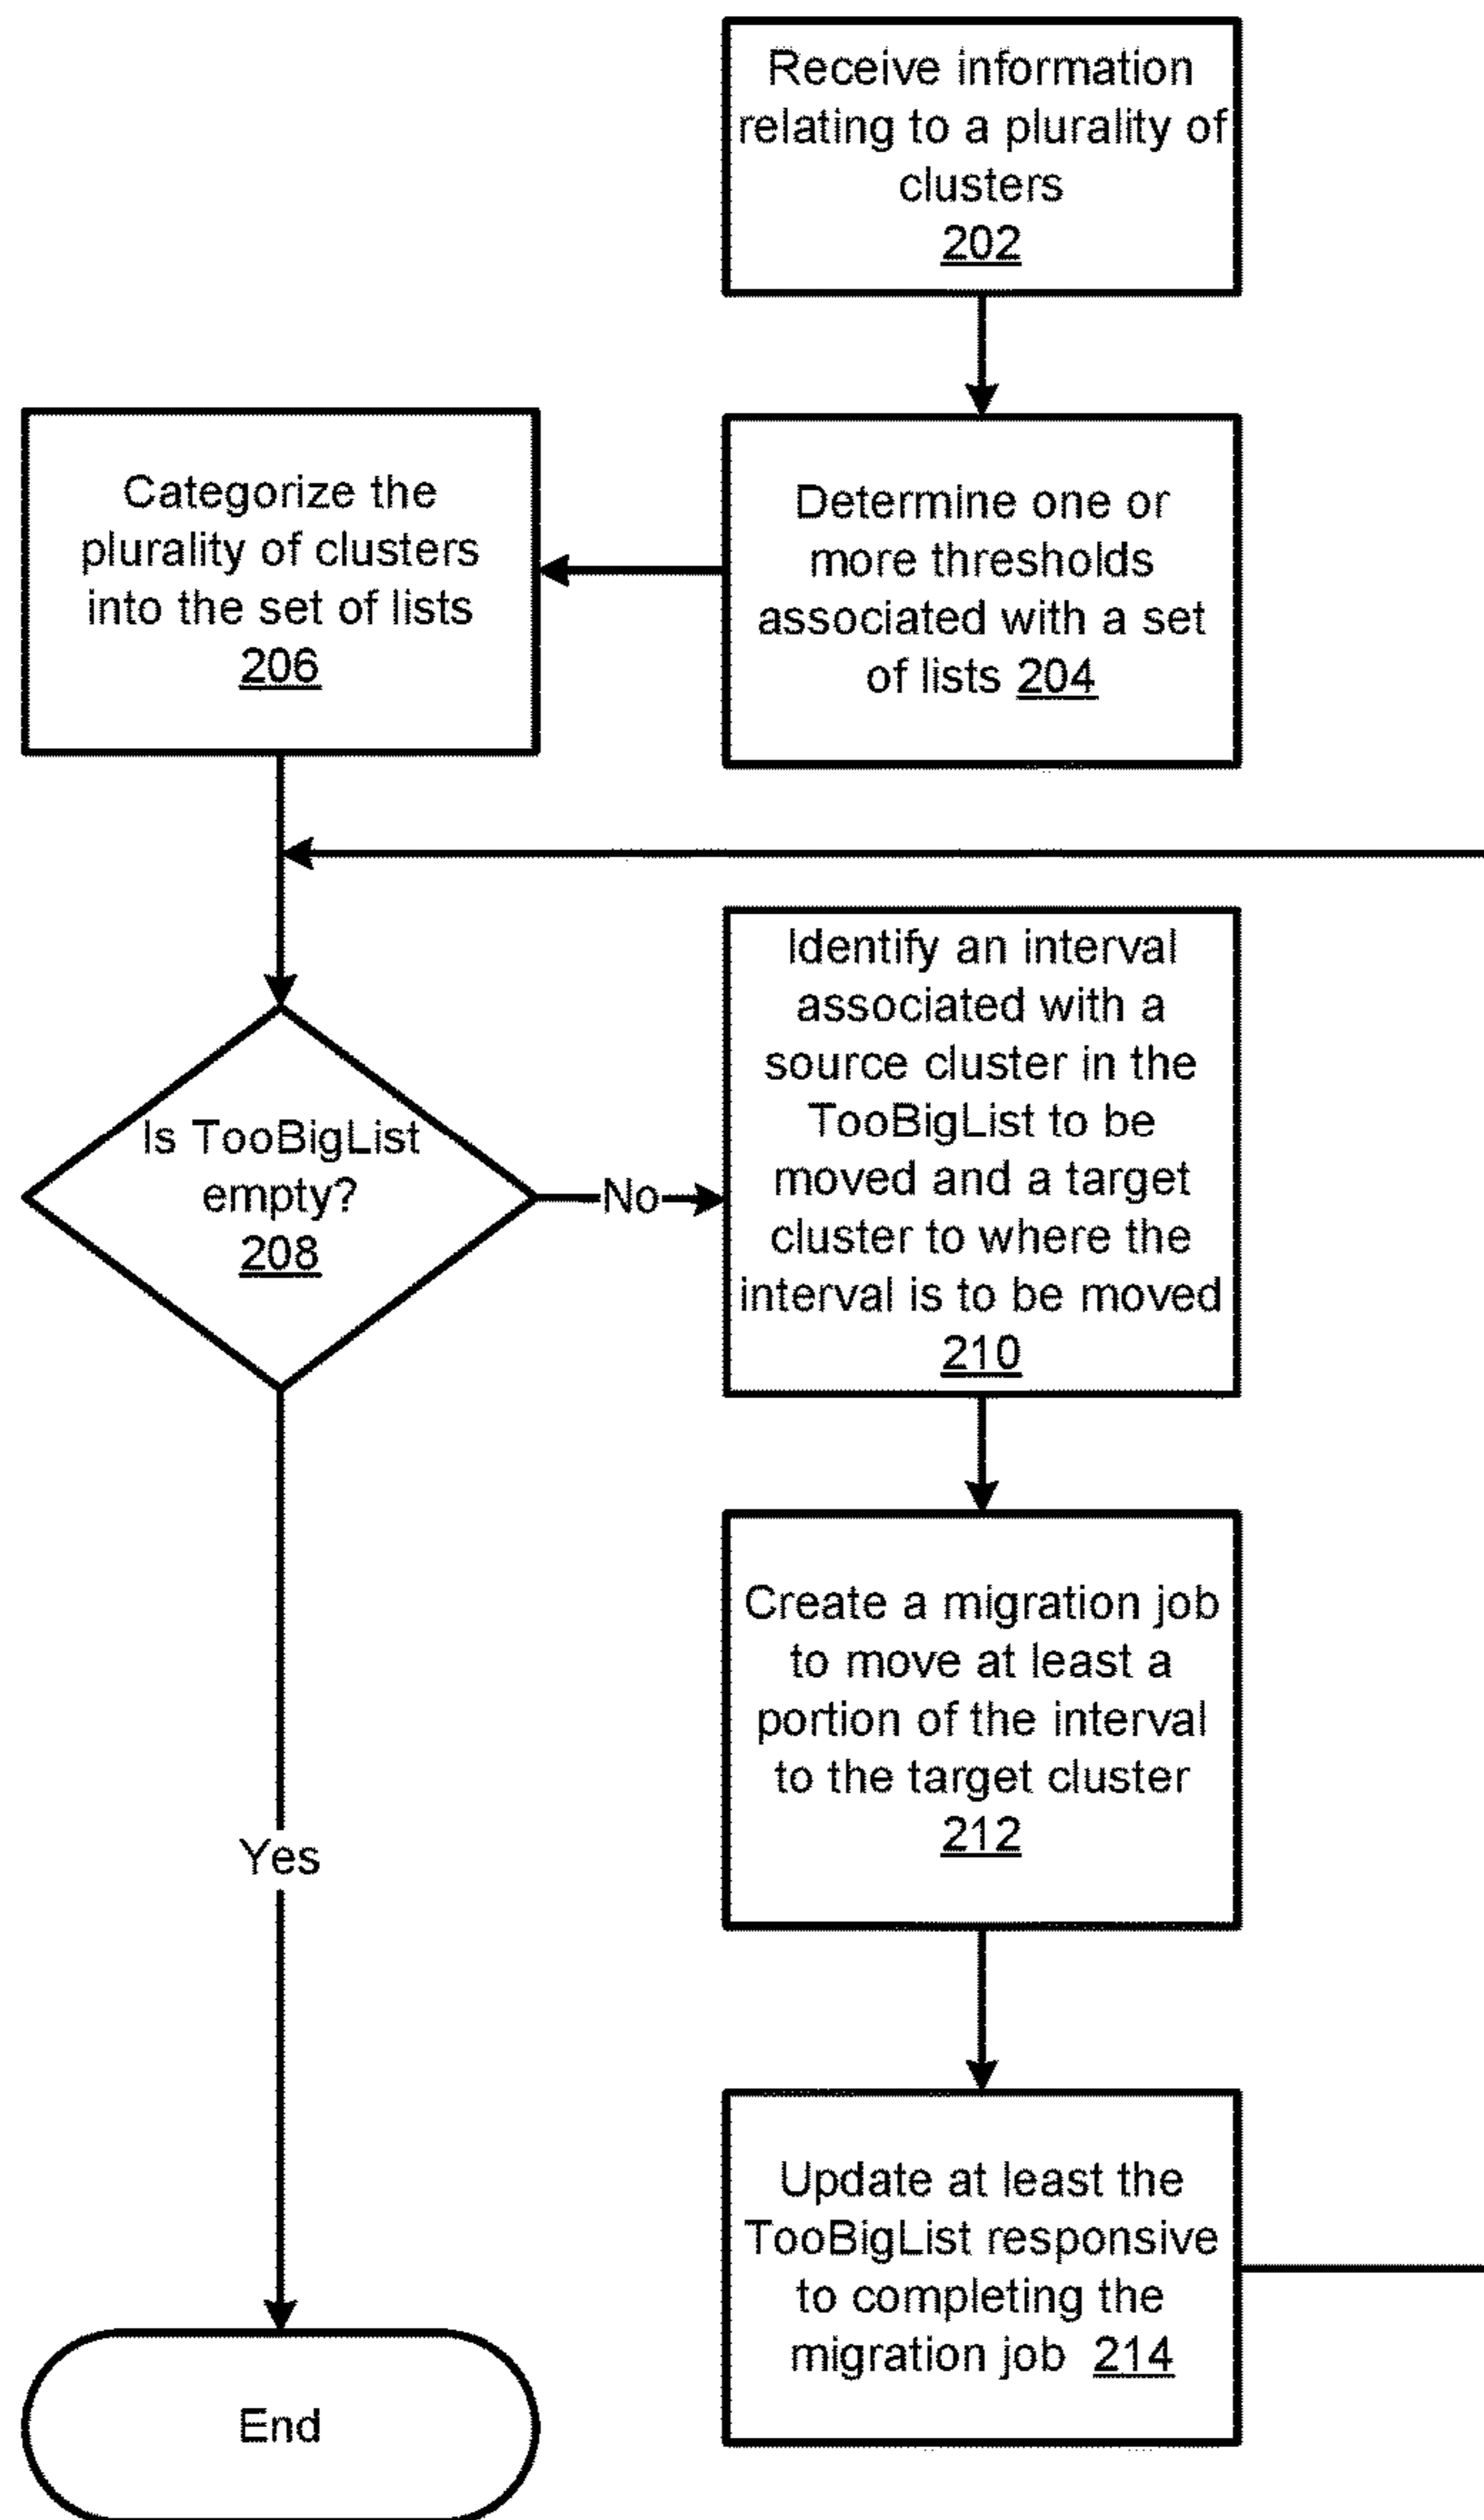 Receive information
relating to a plurality of
clusters
202
Determine one or
more thresholds
associated with a set
of lists 204
Categorize the
plurality of clusters
into the set of lists
206
Is TooBigList
empty?
208
No
Identify an interval
associated with a
source cluster in the
TooBigList to be
moved and a target
cluster to where the
interval is to be moved
210
Create a migration job
to move at least a
portion of the interval
to the target cluster
212
Update at least the
TooBigList responsive
to completing the
migration job 214
Yes
End